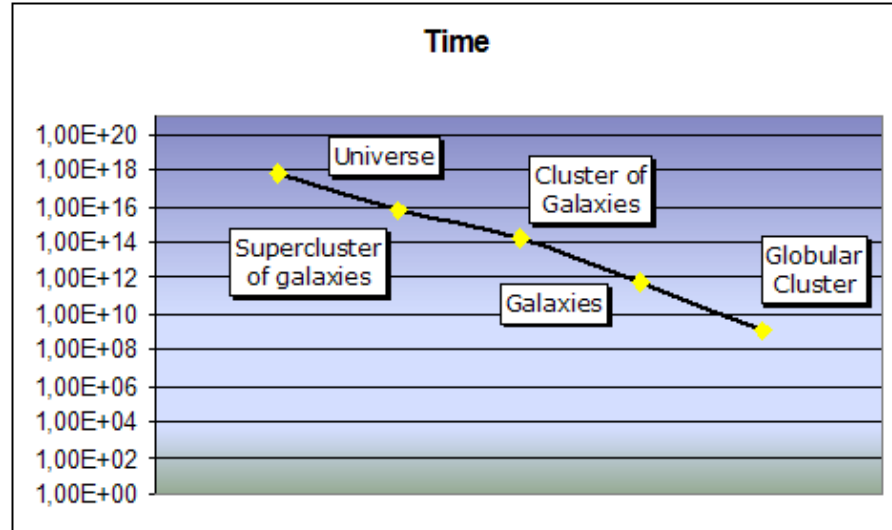 Time
1,00E+20
1,00E+18
1,00E+16
1,00E+14
1,00E+12
1,00E+10
1,00E+08
1,00E+06
1,00E+04
1,00E+02
1,00E+00
Universe
Supercluster
of galaxies
Cluster of
Galaxies
Galaxies
Globular
Cluster